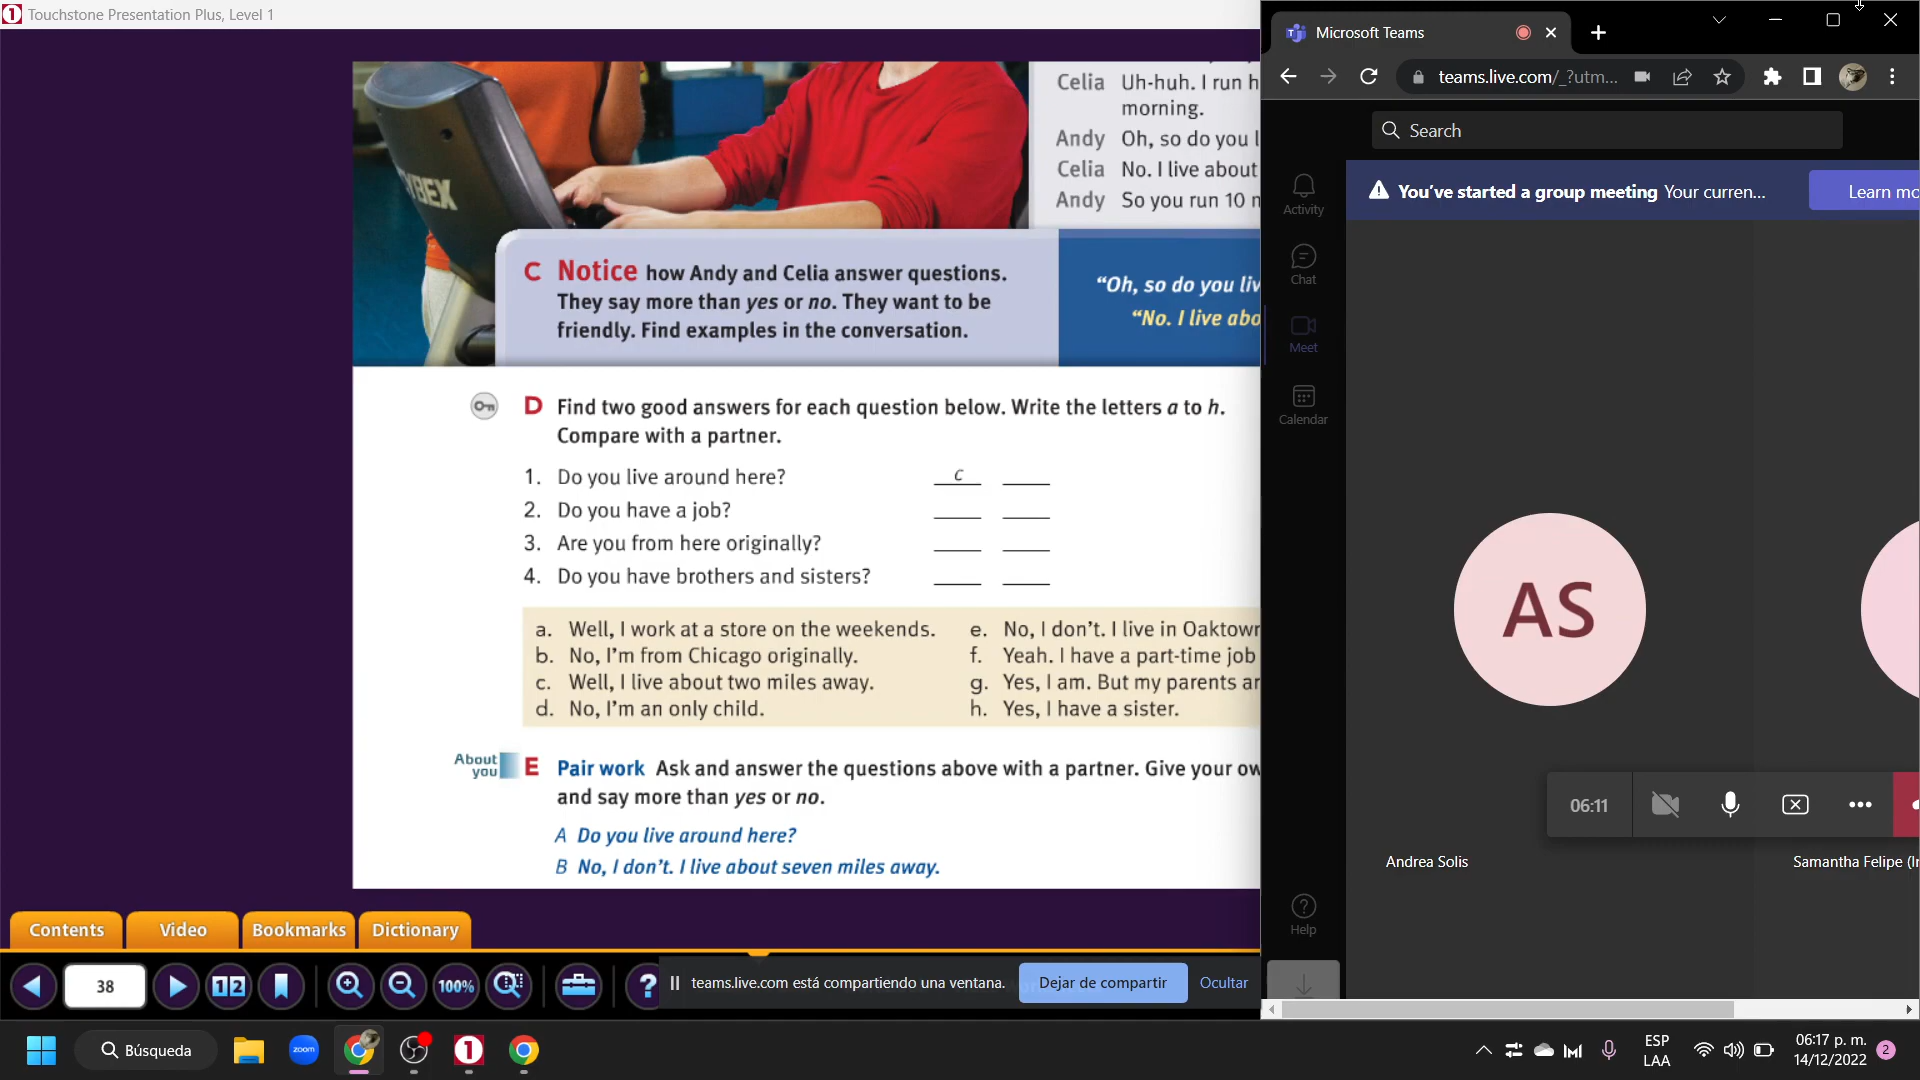 Touchstone Presentation Plus, Level 1
CYBEX
Celia Uh-huh. I run h
morning.
Andy Oh, so do you l
Celia No. I live about
Andy So you run 10 m
C Notice how Andy and Celia answer questions.
They say more than yes or no. They want to be
friendly. Find examples in the conversation.
"Oh, so do you liv
"No. I live abo
D Find two good answers for each question below. Write the letters a to h.
Compare with a partner.
1. Do you live around here? c
2. Do you have a job?
3. Are you from here originally?
4. Do you have brothers and sisters?
a. Well, I work at a store on the weekends.
b. No, I'm from Chicago originally.
c. Well, I live about two miles away.
d. No, I'm an only child.
e. No, I don't. I live in Oaktown
f. Yeah. I have a part-time job
g. Yes, I am. But my parents ar
h. Yes, I have a sister.
About you
E Pair work Ask and answer the questions above with a partner. Give your ow
and say more than yes or no.
A Do you live around here?
B No, I don't. I live about seven miles away.
Contents Video Bookmarks Dictionary
38 12 100% ?
teams.live.com está compartiendo una ventana. Dejar de compartir Ocultar
Microsoft Teams
teams.live.com/_?utm...
Search
You've started a group meeting Your curren... Learn mo
Activity
Chat
Meet
Calendar
Help
AS
06:11
Andrea Solis
Samantha Felipe (In
Búsqueda
zoom
1
ESP
LAA
06:17 p. m.
14/12/2022
2